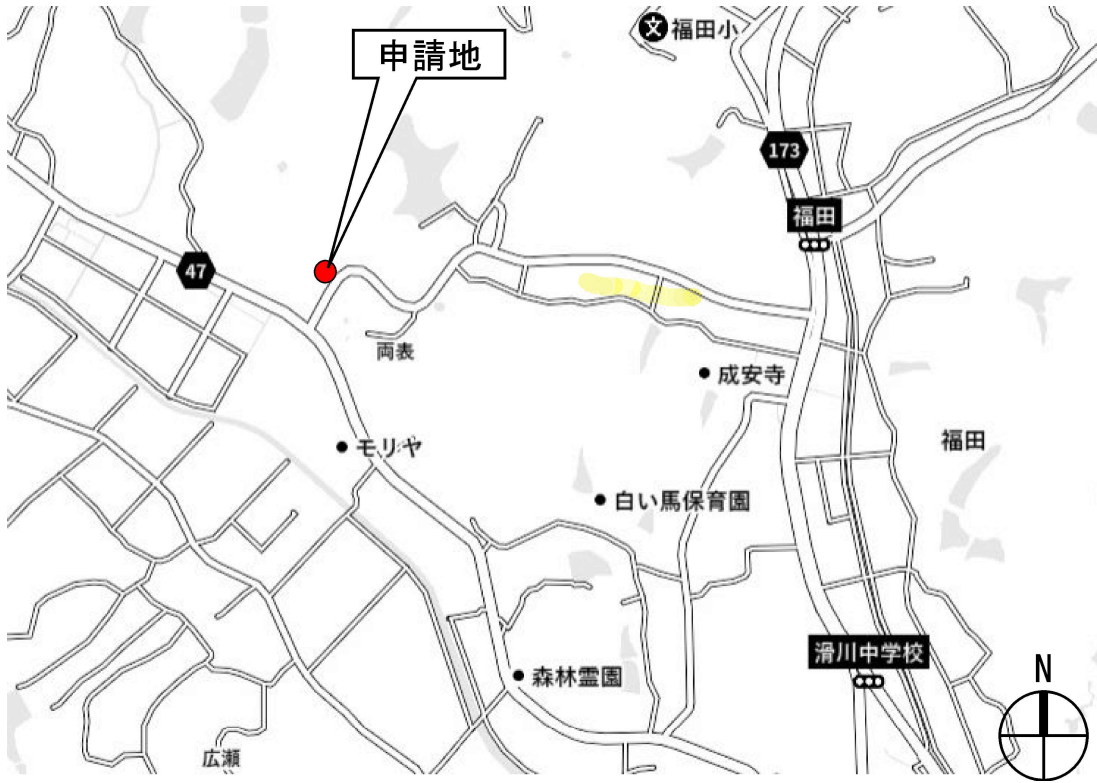 文 福田小
申請地
173
福田
47
両表
成安寺
モリヤ
福田
白い馬保育園
滑川中学校
森林霊園
N
広瀬